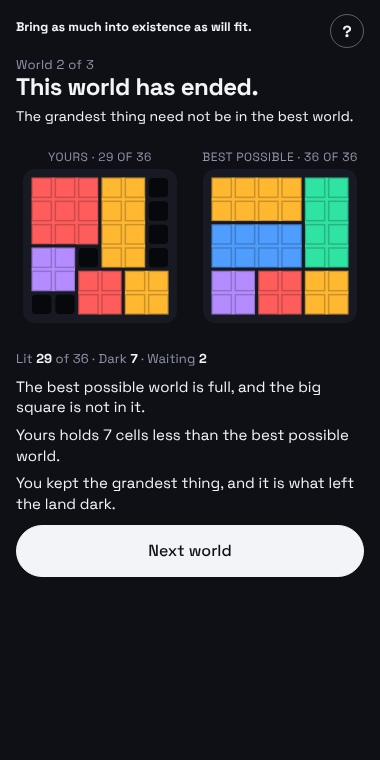 Bring as much into existence as will fit.
?
World 2 of 3
This world has ended.
The grandest thing need not be in the best world.
YOURS · 29 OF 36
BEST POSSIBLE · 36 OF 36
Lit 29 of 36 · Dark 7 · Waiting 2
The best possible world is full, and the big
square is not in it.
Yours holds 7 cells less than the best possible
world.
You kept the grandest thing, and it is what left
the land dark.
Next world